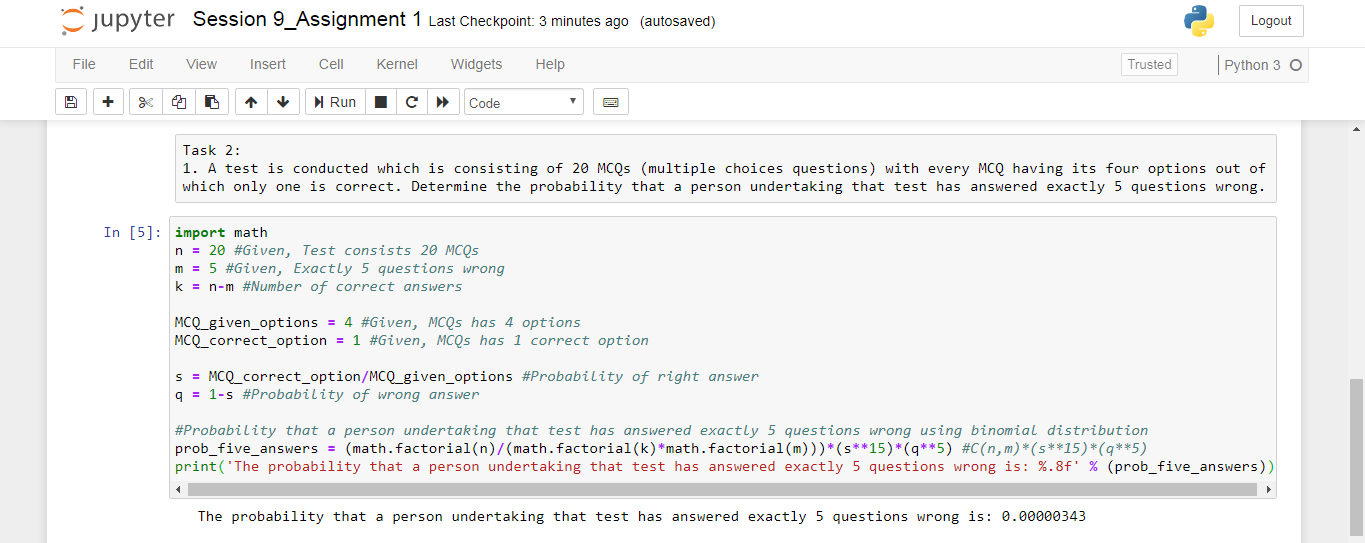 jupyter Session 9_Assignment 1 Last Checkpoint: 3 minutes ago (autosaved) Logout
File Edit View Insert Cell Kernel Widgets Help Trusted Python 3
Run Code
Task 2:
1. A test is conducted which is consisting of 20 MCQs (multiple choices questions) with every MCQ having its four options out of
which only one is correct. Determine the probability that a person undertaking that test has answered exactly 5 questions wrong.
In [5]: import math
n = 20 #Given, Test consists 20 MCQs
m = 5 #Given, Exactly 5 questions wrong
k = n-m #Number of correct answers
MCQ_given_options = 4 #Given, MCQs has 4 options
MCQ_correct_option = 1 #Given, MCQs has 1 correct option
s = MCQ_correct_option/MCQ_given_options #Probability of right answer
q = 1-s #Probability of wrong answer
#Probability that a person undertaking that test has answered exactly 5 questions wrong using binomial distribution
prob_five_answers = (math.factorial(n)/(math.factorial(k)*math.factorial(m)))*(s**15)*(q**5) #C(n,m)*(s**15)*(q**5)
print('The probability that a person undertaking that test has answered exactly 5 questions wrong is: %.8f' % (prob_five_answers))
The probability that a person undertaking that test has answered exactly 5 questions wrong is: 0.00000343